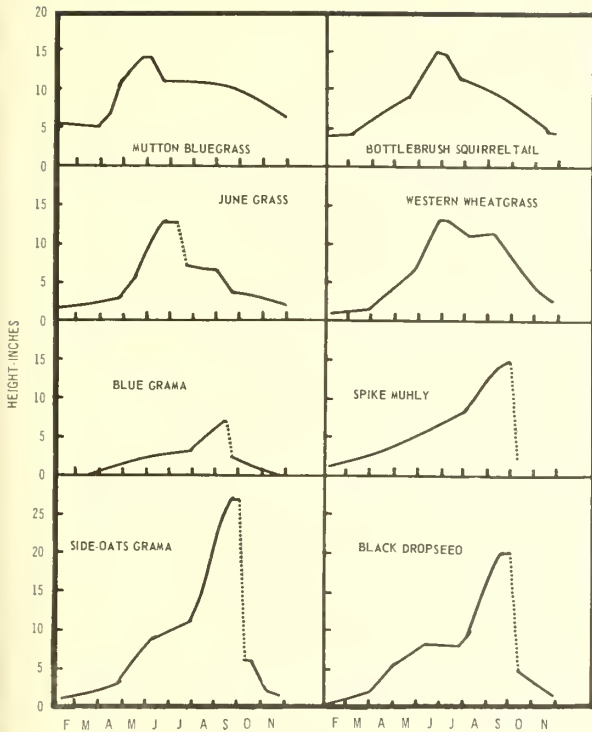 HEIGHT-INCHES
20
15
10
5
0
MUTTON BLUEGRASS
BOTTLEBRUSH SQUIRRELTAIL
15
10
5
0
JUNE GRASS
WESTERN WHEATGRASS
15
10
5
0
BLUE GRAMA
SPIKE MUHLY
25
20
15
10
5
0
SIDE-OATS GRAMA
BLACK DROPSEED
F M A M J J A S O N
F M A M J J A S O N